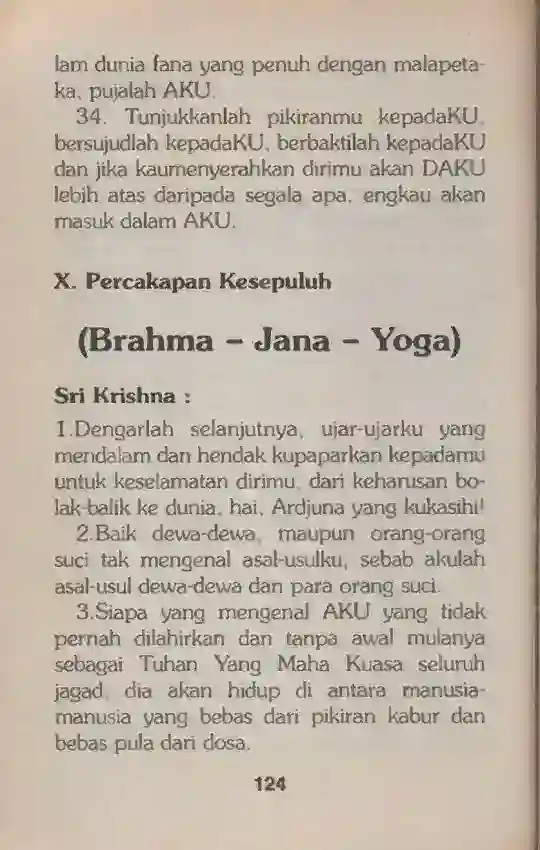 lam dunia fana yang penuh dengan malapeta-
ka, pujalah AKU.
34. Tunjukkanlah pikiranmu kepadaKU,
bersujudlah kepadaKU, berbaktilah kepadaKU
dan jika kaumenyerahkan dirimu akan DAKU
lebih atas daripada segala apa, engkau akan
masuk dalam AKU.
X. Percakapan Kesepuluh
(Brahma – Jana – Yoga)
Sri Krishna :
1.Dengarlah selanjutnya, ujar-ujarku yang
mendalam dan hendak kupaparkan kepadamu
untuk keselamatan dirimu, dari keharusan bo-
lak-balik ke dunia, hai, Ardjuna yang kukasihi!
2.Baik dewa-dewa, maupun orang-orang
suci tak mengenal asal-usulku, sebab akulah
asal-usul dewa-dewa dan para orang suci.
3.Siapa yang mengenal AKU yang tidak
pernah dilahirkan dan tanpa awal mulanya
sebagai Tuhan Yang Maha Kuasa seluruh
jagad, dia akan hidup di antara manusia-
manusia yang bebas dari pikiran kabur dan
bebas pula dari dosa.
124